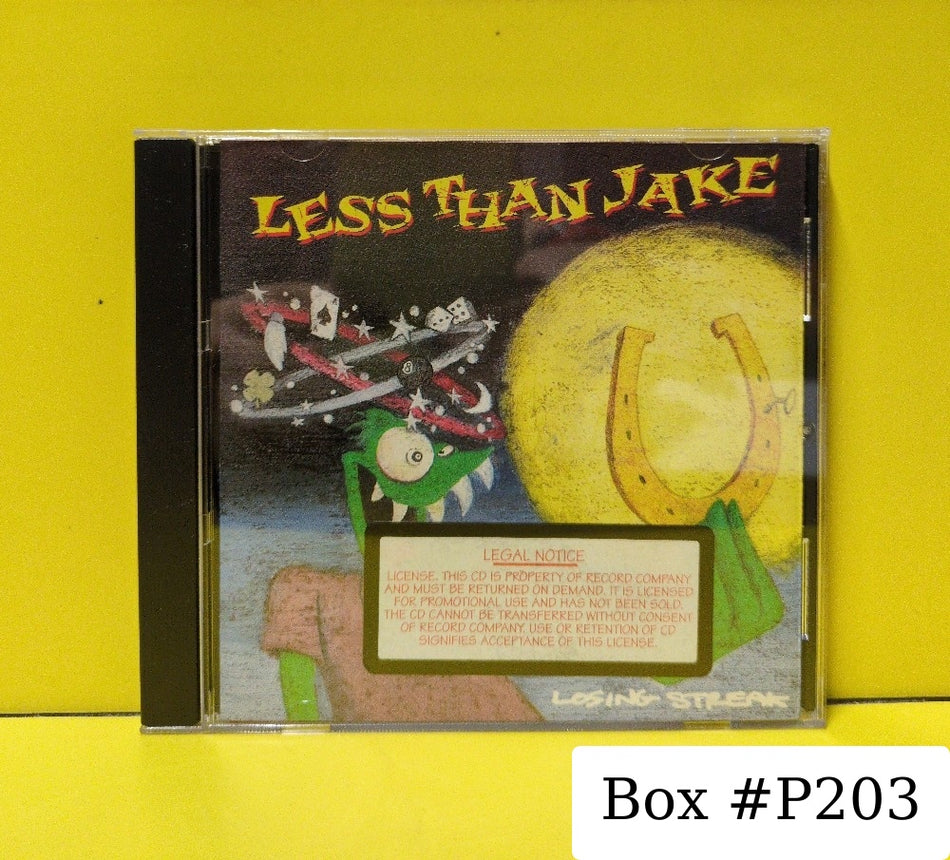 LESS THAN JAKE
8
LEGAL NOTICE
LICENSE. THIS CD IS PROPERTY OF RECORD COMPANY
AND MUST BE RETURNED ON DEMAND. IT IS LICENSED
FOR PROMOTIONAL USE AND HAS NOT BEEN SOLD.
THE CD CANNOT BE TRANSFERRED WITHOUT CONSENT
OF RECORD COMPANY. USE OR RETENTION OF CD
SIGNIFIES ACCEPTANCE OF THIS LICENSE.
LOSING STREAK
Box #P203